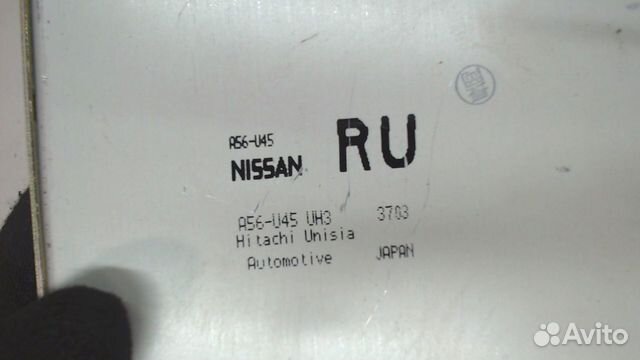 A56-U45
NISSAN RU
A56-U45 UH3 3703
Hitachi Unisia
Automotive JAPAN
Avito